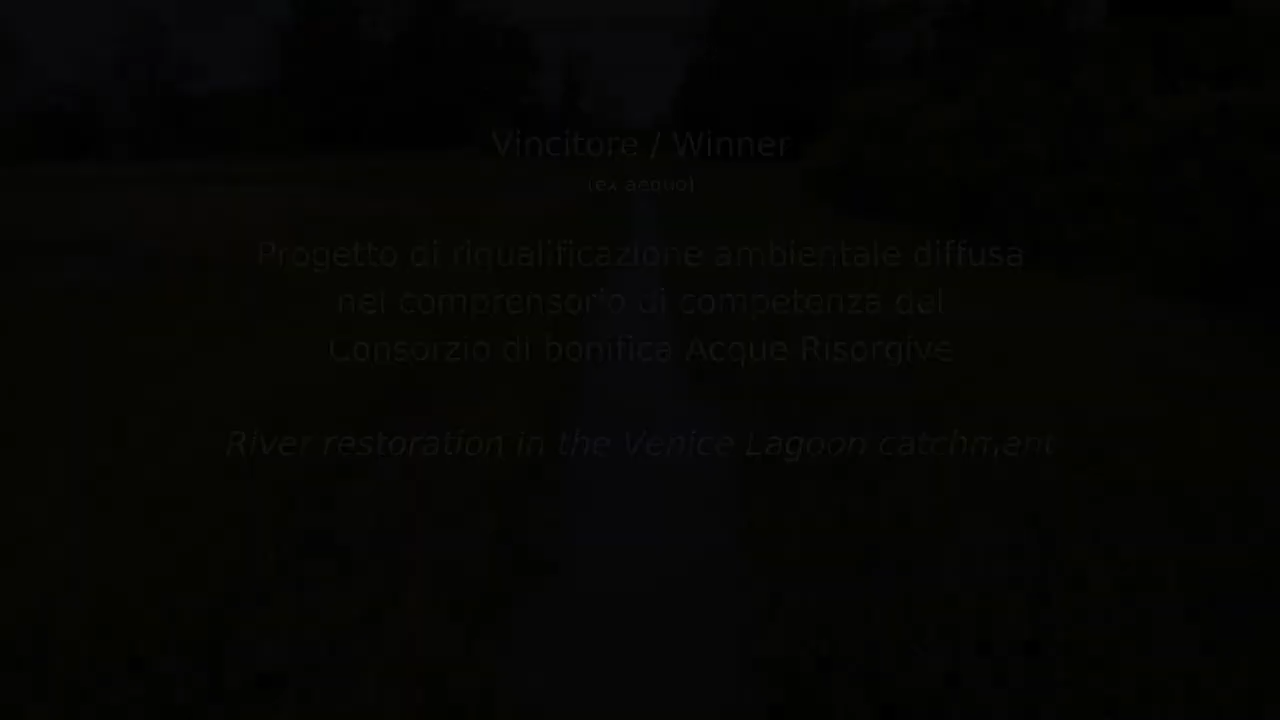 Vincitore / Winner
(ex aequo)
Progetto di riqualificazione ambientale diffusa
nel comprensorio di competenza del
Consorzio di bonifica Acque Risorgive
River restoration in the Venice Lagoon catchment